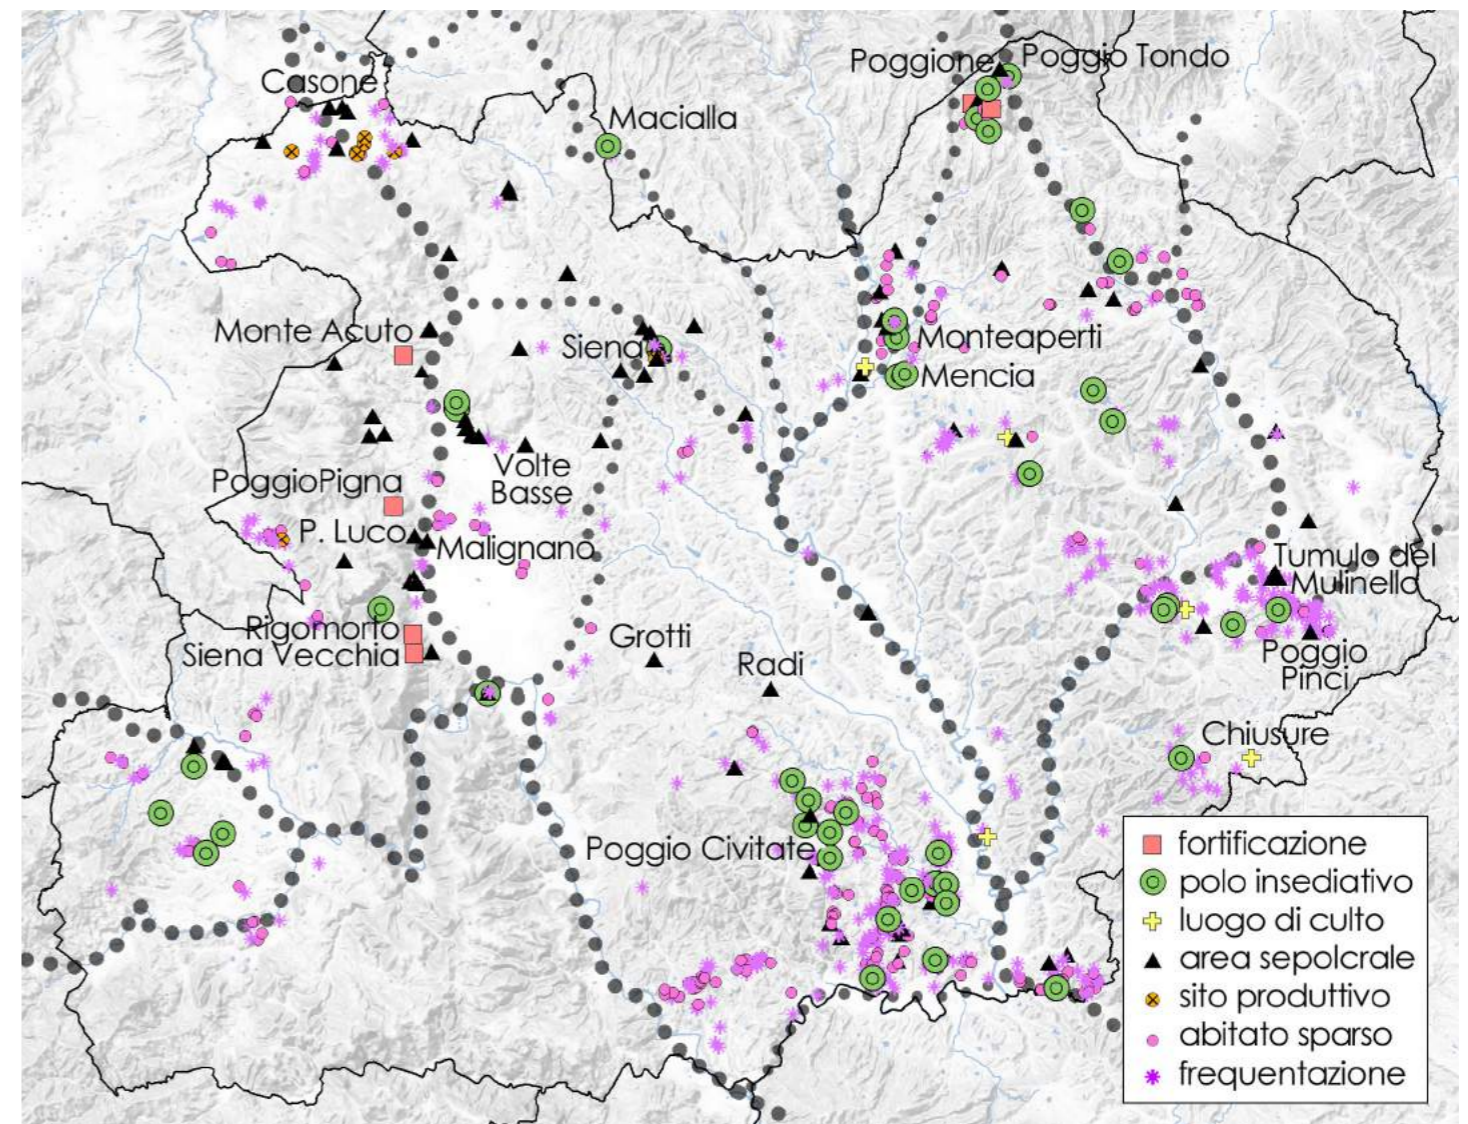 Poggione
Poggio Tondo
Casone
Macialla
Monte Acuto
Siena
Monteaperti
Mencia
Volte
Basse
PoggioPigna
P. Luco
Malignano
Tumulo del
Mulinello
Rigomorto
Siena Vecchia
Grotti
Radi
Poggio
Pinci
Chiusure
Poggio Civitate
fortificazione
polo insediativo
luogo di culto
area sepolcrale
sito produttivo
abitato sparso
frequentazione